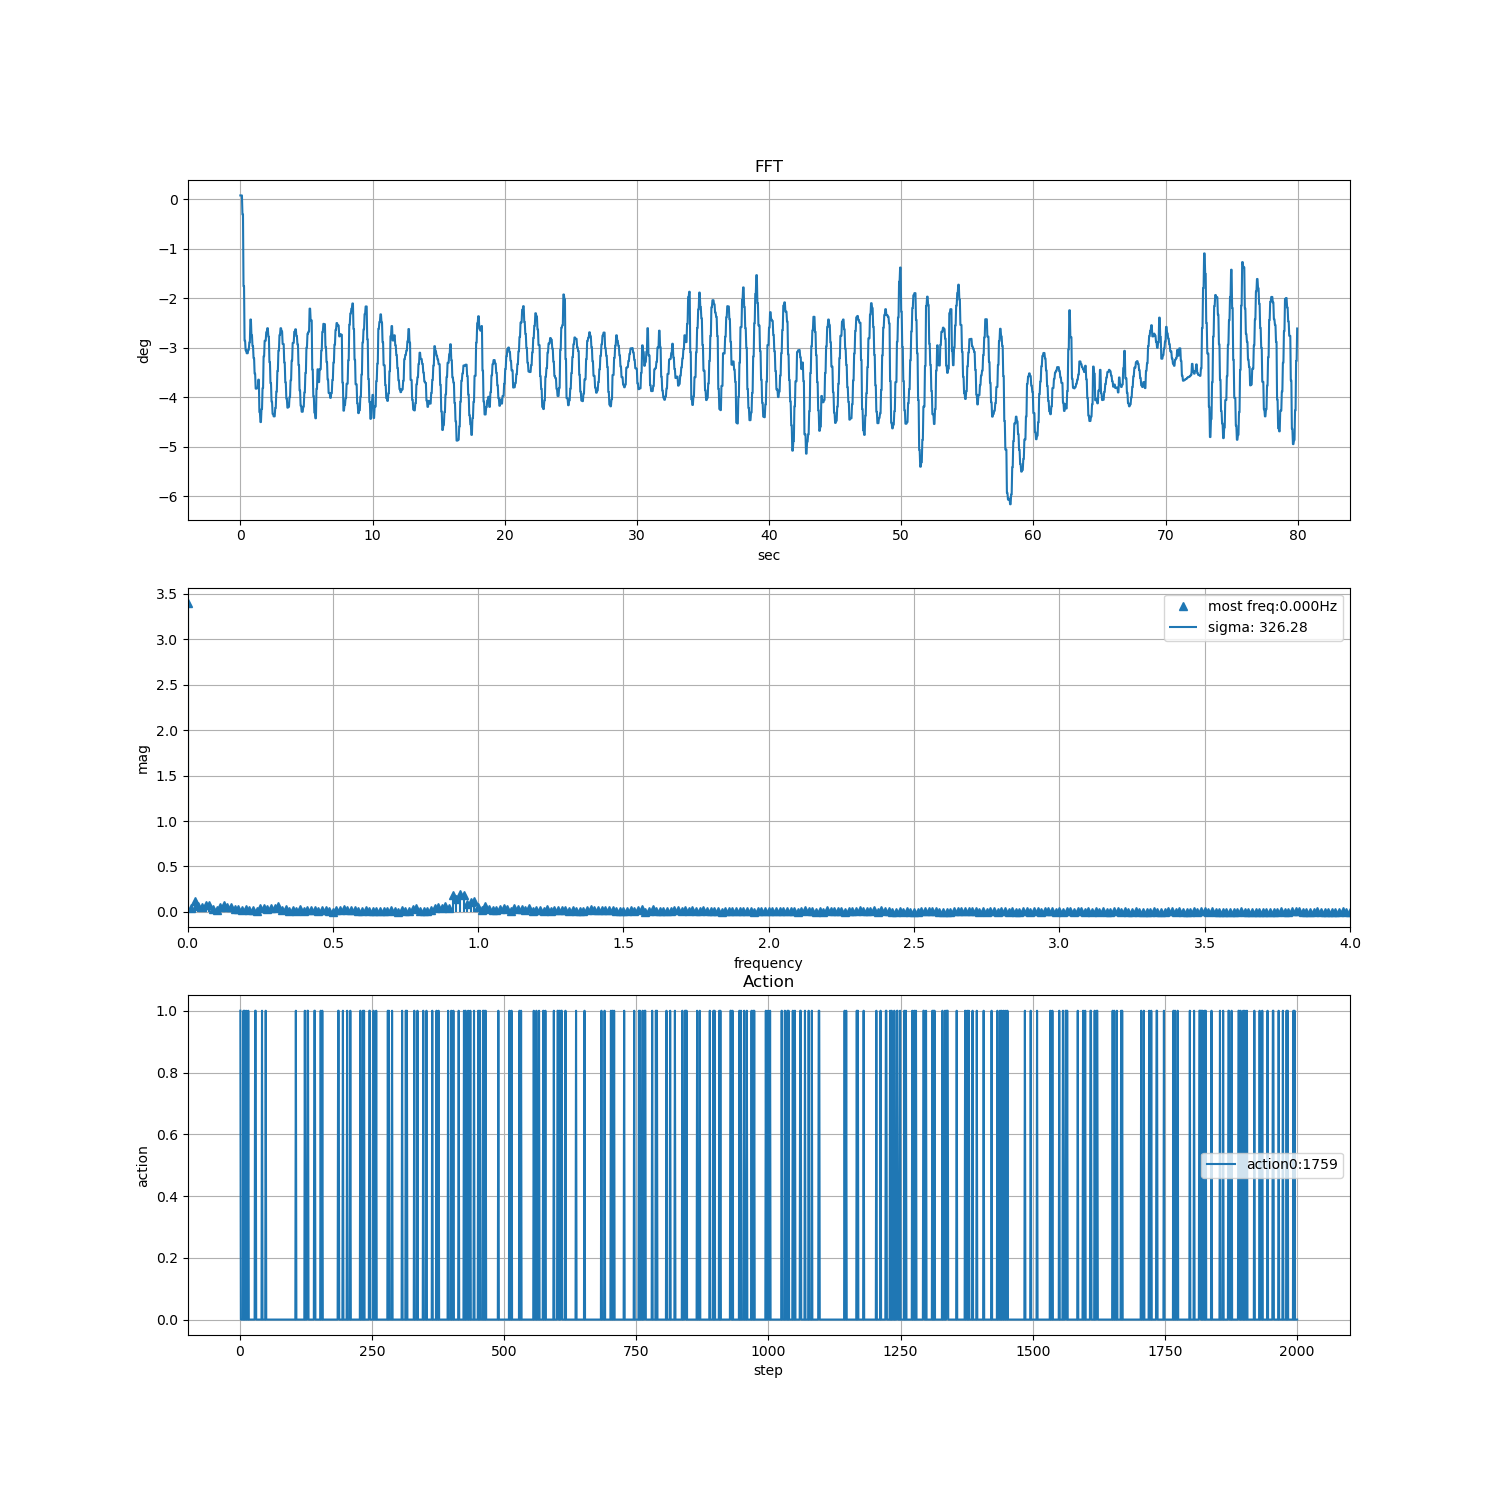 FFT
0
−1
−2
−3
−4
−5
−6
deg
0 10 20 30 40 50 60 70 80
sec
3.5
3.0
2.5
2.0
1.5
1.0
0.5
0.0
mag
most freq:0.000Hz
sigma: 326.28
0.0 0.5 1.0 1.5 2.0 2.5 3.0 3.5 4.0
frequency
Action
1.0
0.8
0.6
0.4
0.2
0.0
action
action0:1759
0 250 500 750 1000 1250 1500 1750 2000
step